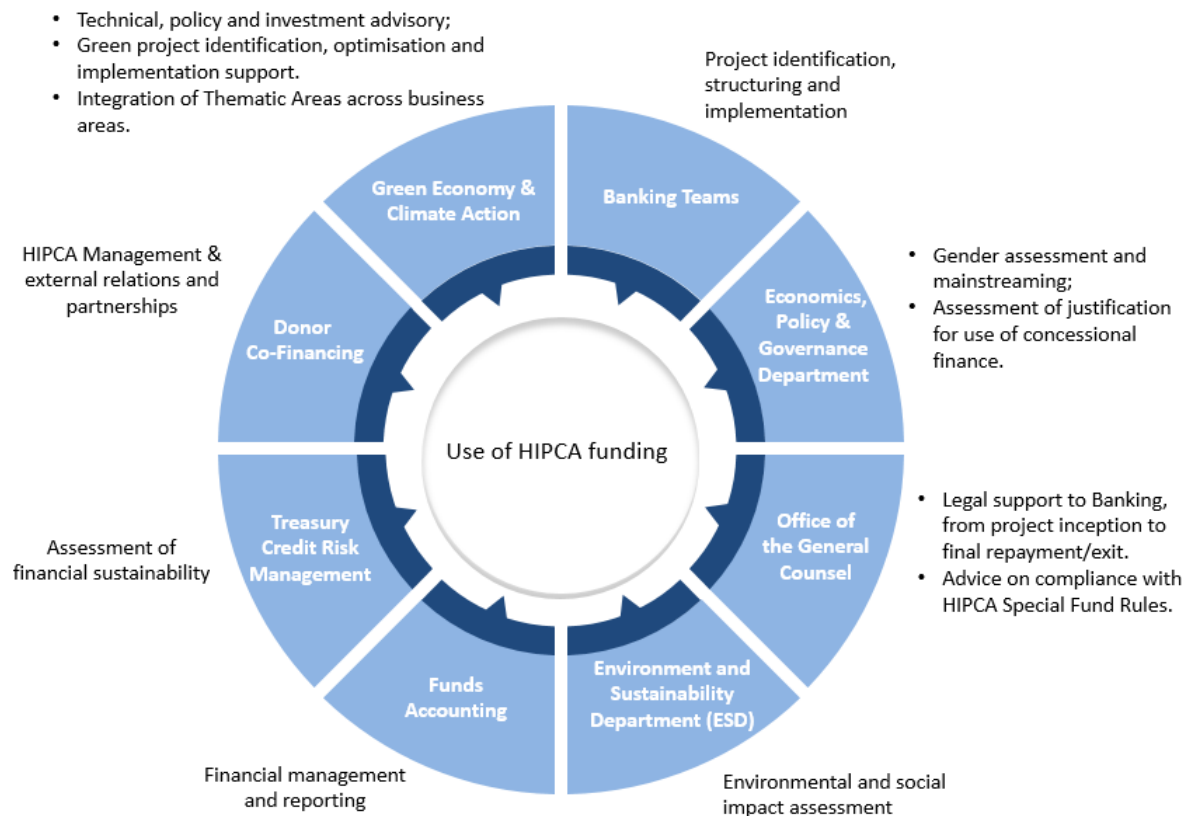 • Technical, policy and investment advisory;
• Green project identification, optimisation and
implementation support.
• Integration of Thematic Areas across business
areas.
Project identification,
structuring and
implementation
Green Economy &
Climate Action
Banking Teams
HIPCA Management &
external relations and
partnerships
• Gender assessment and
mainstreaming;
• Assessment of justification
for use of concessional
finance.
Donor
Co-Financing
Economics,
Policy &
Governance
Department
Use of HIPCA funding
Treasury
Credit Risk
Management
Office of
the General
Counsel
Assessment of
financial sustainability
• Legal support to Banking,
from project inception to
final repayment/exit.
• Advice on compliance with
HIPCA Special Fund Rules.
Funds
Accounting
Environment and
Sustainability
Department (ESD)
Financial management
and reporting
Environmental and social
impact assessment